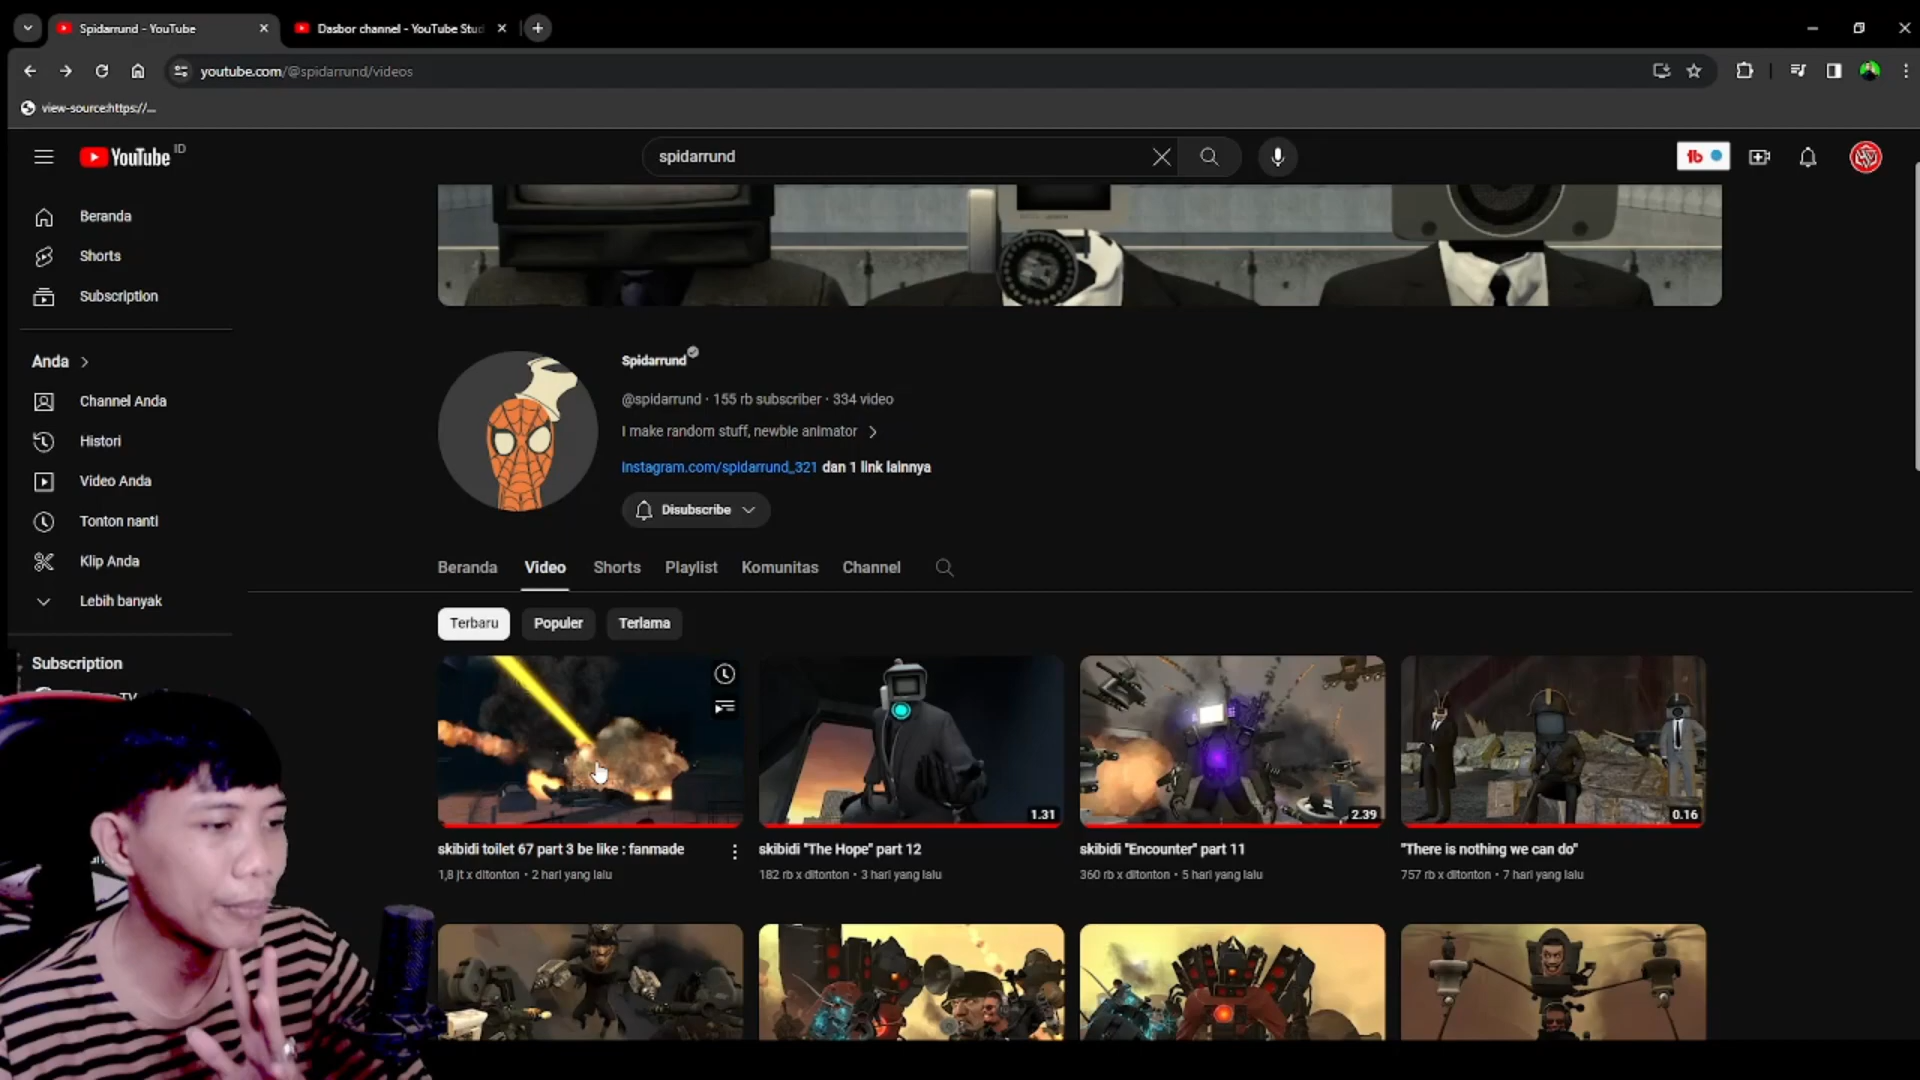 Spidarrund - YouTube
Dasbor channel - YouTube Stud
youtube.com/@spidarrund/videos
view-source:https://...
YouTube ID
spidarrund
tb
Beranda
Shorts
Subscription
Anda
Channel Anda
Histori
Video Anda
Tonton nanti
Klip Anda
Lebih banyak
Subscription
TV
Spidarrund
@spidarrund · 155 rb subscriber · 334 video
I make random stuff, newbie animator
instagram.com/spidarrund_321 dan 1 link lainnya
Disubscribe
Beranda Video Shorts Playlist Komunitas Channel
Terbaru Populer Terlama
1.31
2.39
0.16
skibidi toilet 67 part 3 be like : fanmade
1,8 jt x ditonton • 2 hari yang lalu
skibidi "The Hope" part 12
182 rb x ditonton • 3 hari yang lalu
skibidi "Encounter" part 11
360 rb x ditonton • 5 hari yang lalu
"There is nothing we can do"
757 rb x ditonton • 7 hari yang lalu